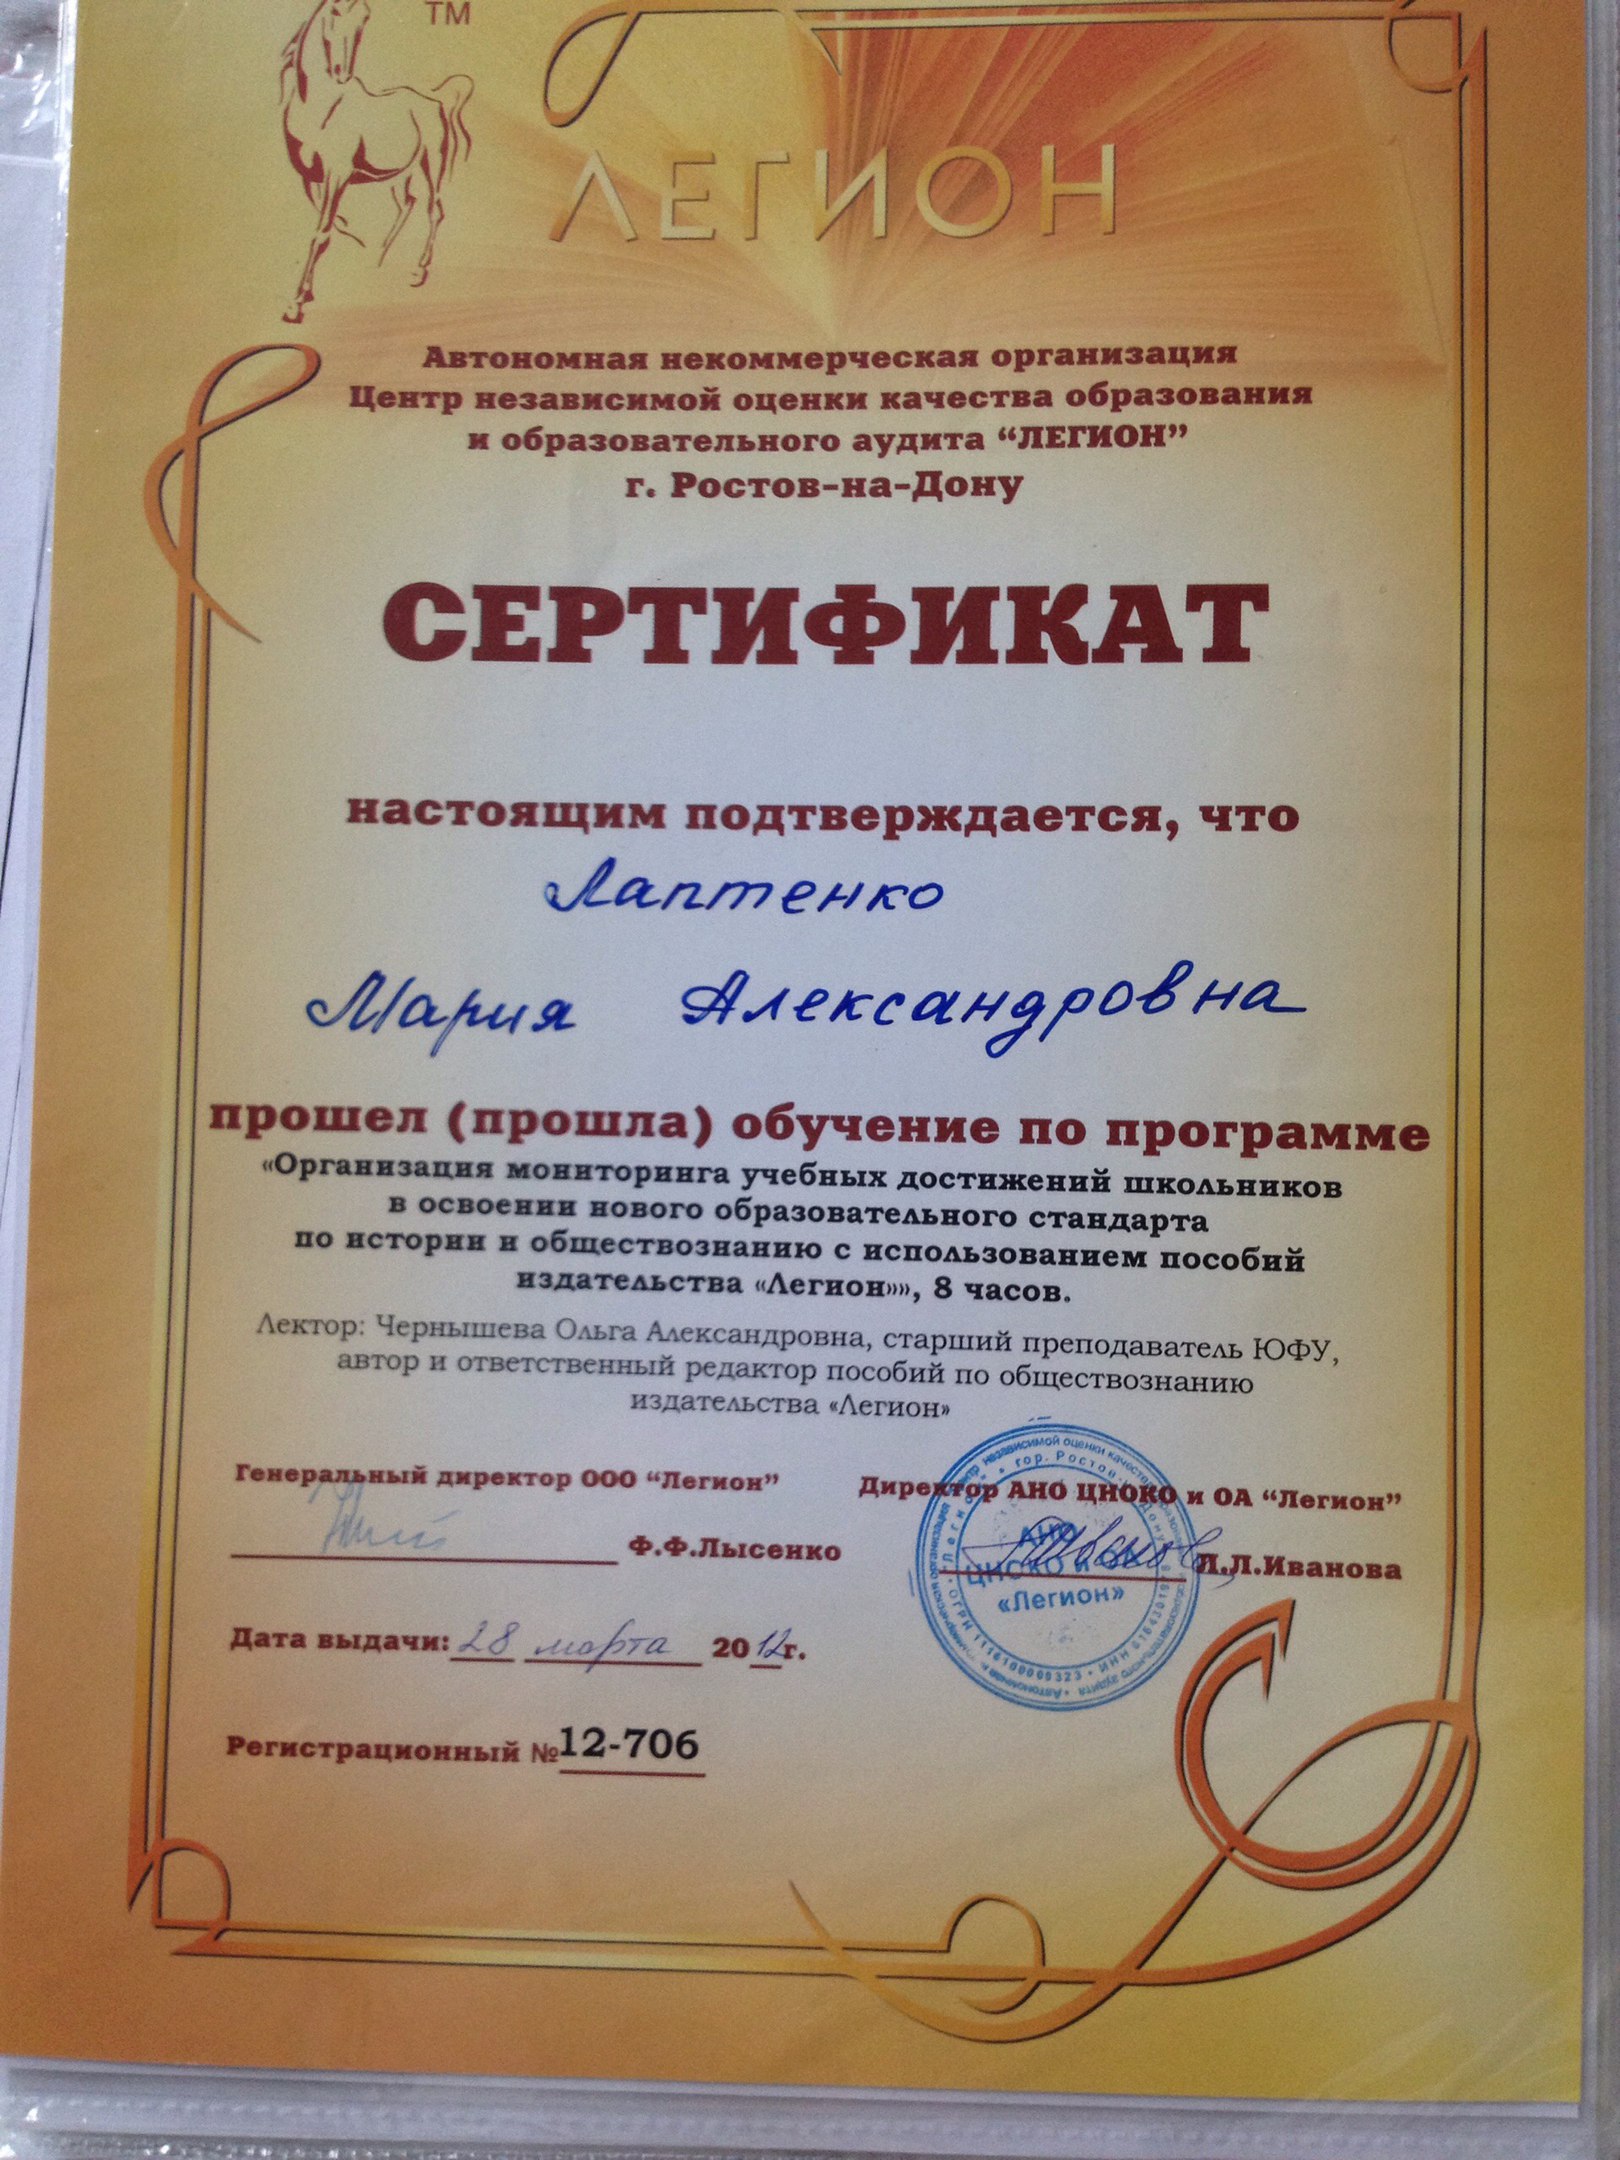 ТМ
ЛЕГИОН
Автономная некоммерческая организация
Центр независимой оценки качества образования
и образовательного аудита “ЛЕГИОН”
г. Ростов-на-Дону
СЕРТИФИКАТ
настоящим подтверждается, что
Лаптенко
Мария Александровна
прошел (прошла) обучение по программе
«Организация мониторинга учебных достижений школьников
в освоении нового образовательного стандарта
по истории и обществознанию с использованием пособий
издательства «Легион»», 8 часов.
Лектор: Чернышева Ольга Александровна, старший преподаватель ЮФУ,
автор и ответственный редактор пособий по обществознанию
издательства «Легион»
Генеральный директор ООО “Легион”
Ф.Ф.Лысенко
Директор АНО ЦНОКО и ОА “Легион”
Л.Л.Иванова
АНО
ЦНОКО и ОА
«Легион»
Дата выдачи: 28 марта 2012г.
Регистрационный №12-706